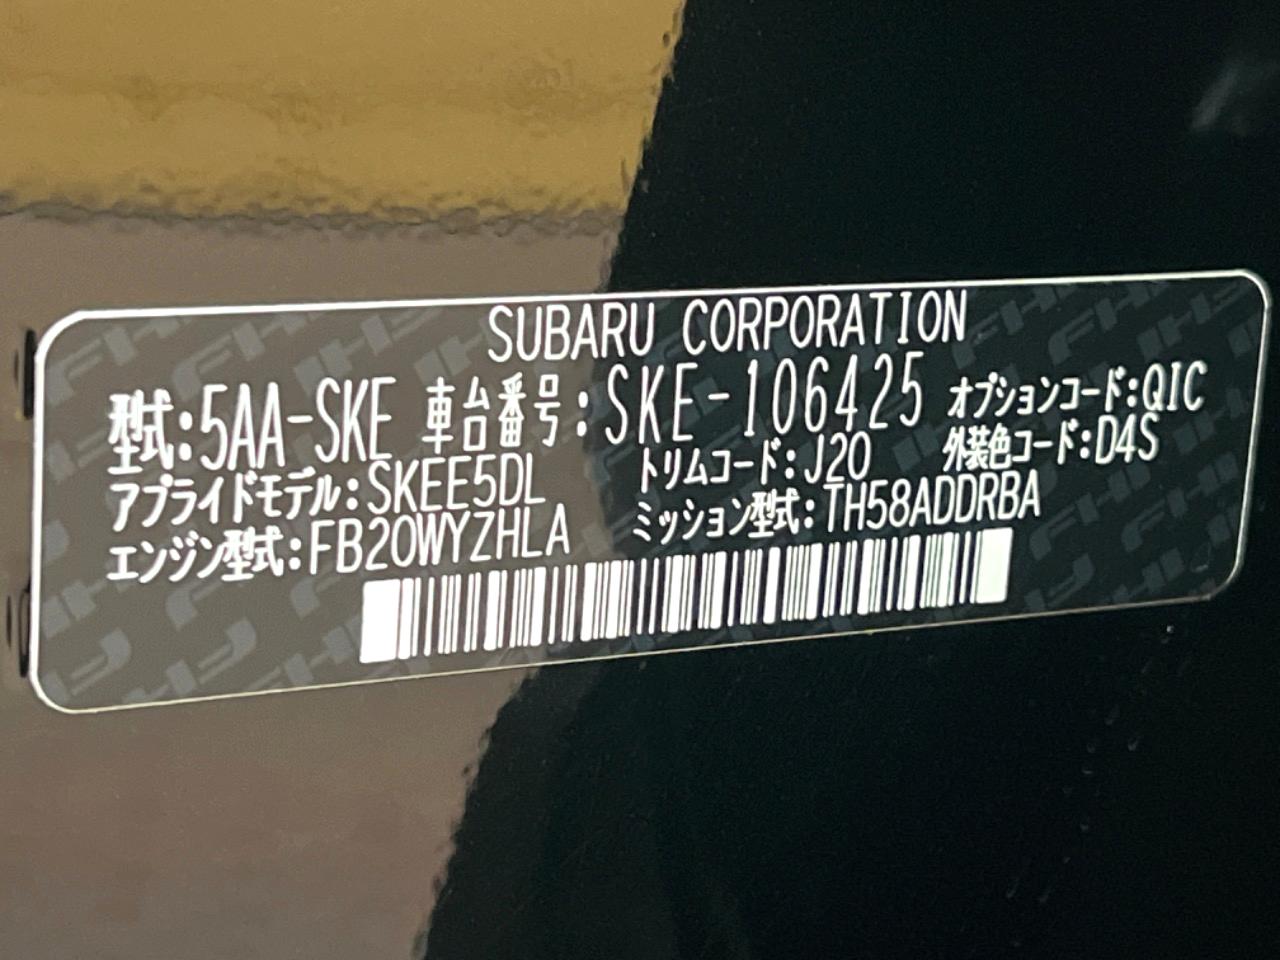 SUBARU CORPORATION
型式:5AA-SKE 車台番号:SKE-106425 オプションコード:QIC
アプライドモデル:SKEE5DL トリムコード:J20 外装色コード:D4S
エンジン型式:FB20WYZHLA ミッション型式:TH58ADDRBA